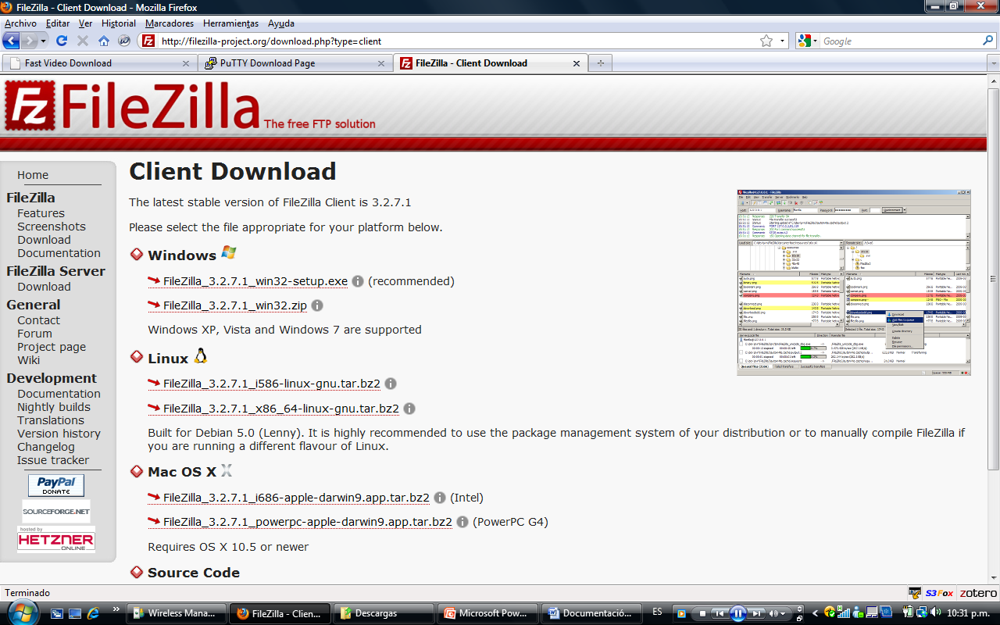 FileZilla - Client Download - Mozilla Firefox
Archivo Editar Ver Historial Marcadores Herramientas Ayuda
http://filezilla-project.org/download.php?type=client
Google
Fast Video Download
PuTTY Download Page
FileZilla - Client Download
FileZilla The free FTP solution
Home
FileZilla
Features
Screenshots
Download
Documentation
FileZilla Server
Download
General
Contact
Forum
Project page
Wiki
Development
Documentation
Nightly builds
Translations
Version history
Changelog
Issue tracker
PayPal
DONATE
SOURCEFORGE.NET
hosted by
HETZNER
ONLINE
Client Download
The latest stable version of FileZilla Client is 3.2.7.1
Please select the file appropriate for your platform below.
Windows
FileZilla_3.2.7.1_win32-setup.exe (recommended)
FileZilla_3.2.7.1_win32.zip
Windows XP, Vista and Windows 7 are supported
Linux
FileZilla_3.2.7.1_i586-linux-gnu.tar.bz2
FileZilla_3.2.7.1_x86_64-linux-gnu.tar.bz2
Built for Debian 5.0 (Lenny). It is highly recommended to use the package management system of your distribution or to manually compile FileZilla if
you are running a different flavour of Linux.
Mac OS X
FileZilla_3.2.7.1_i686-apple-darwin9.app.tar.bz2 (Intel)
FileZilla_3.2.7.1_powerpc-apple-darwin9.app.tar.bz2 (PowerPC G4)
Requires OS X 10.5 or newer
Source Code
Terminado
S3Fox zotero
Wireless Mana...
FileZilla - Clien...
Descargas
Microsoft Pow...
Documentació...
ES
10:31 p.m.